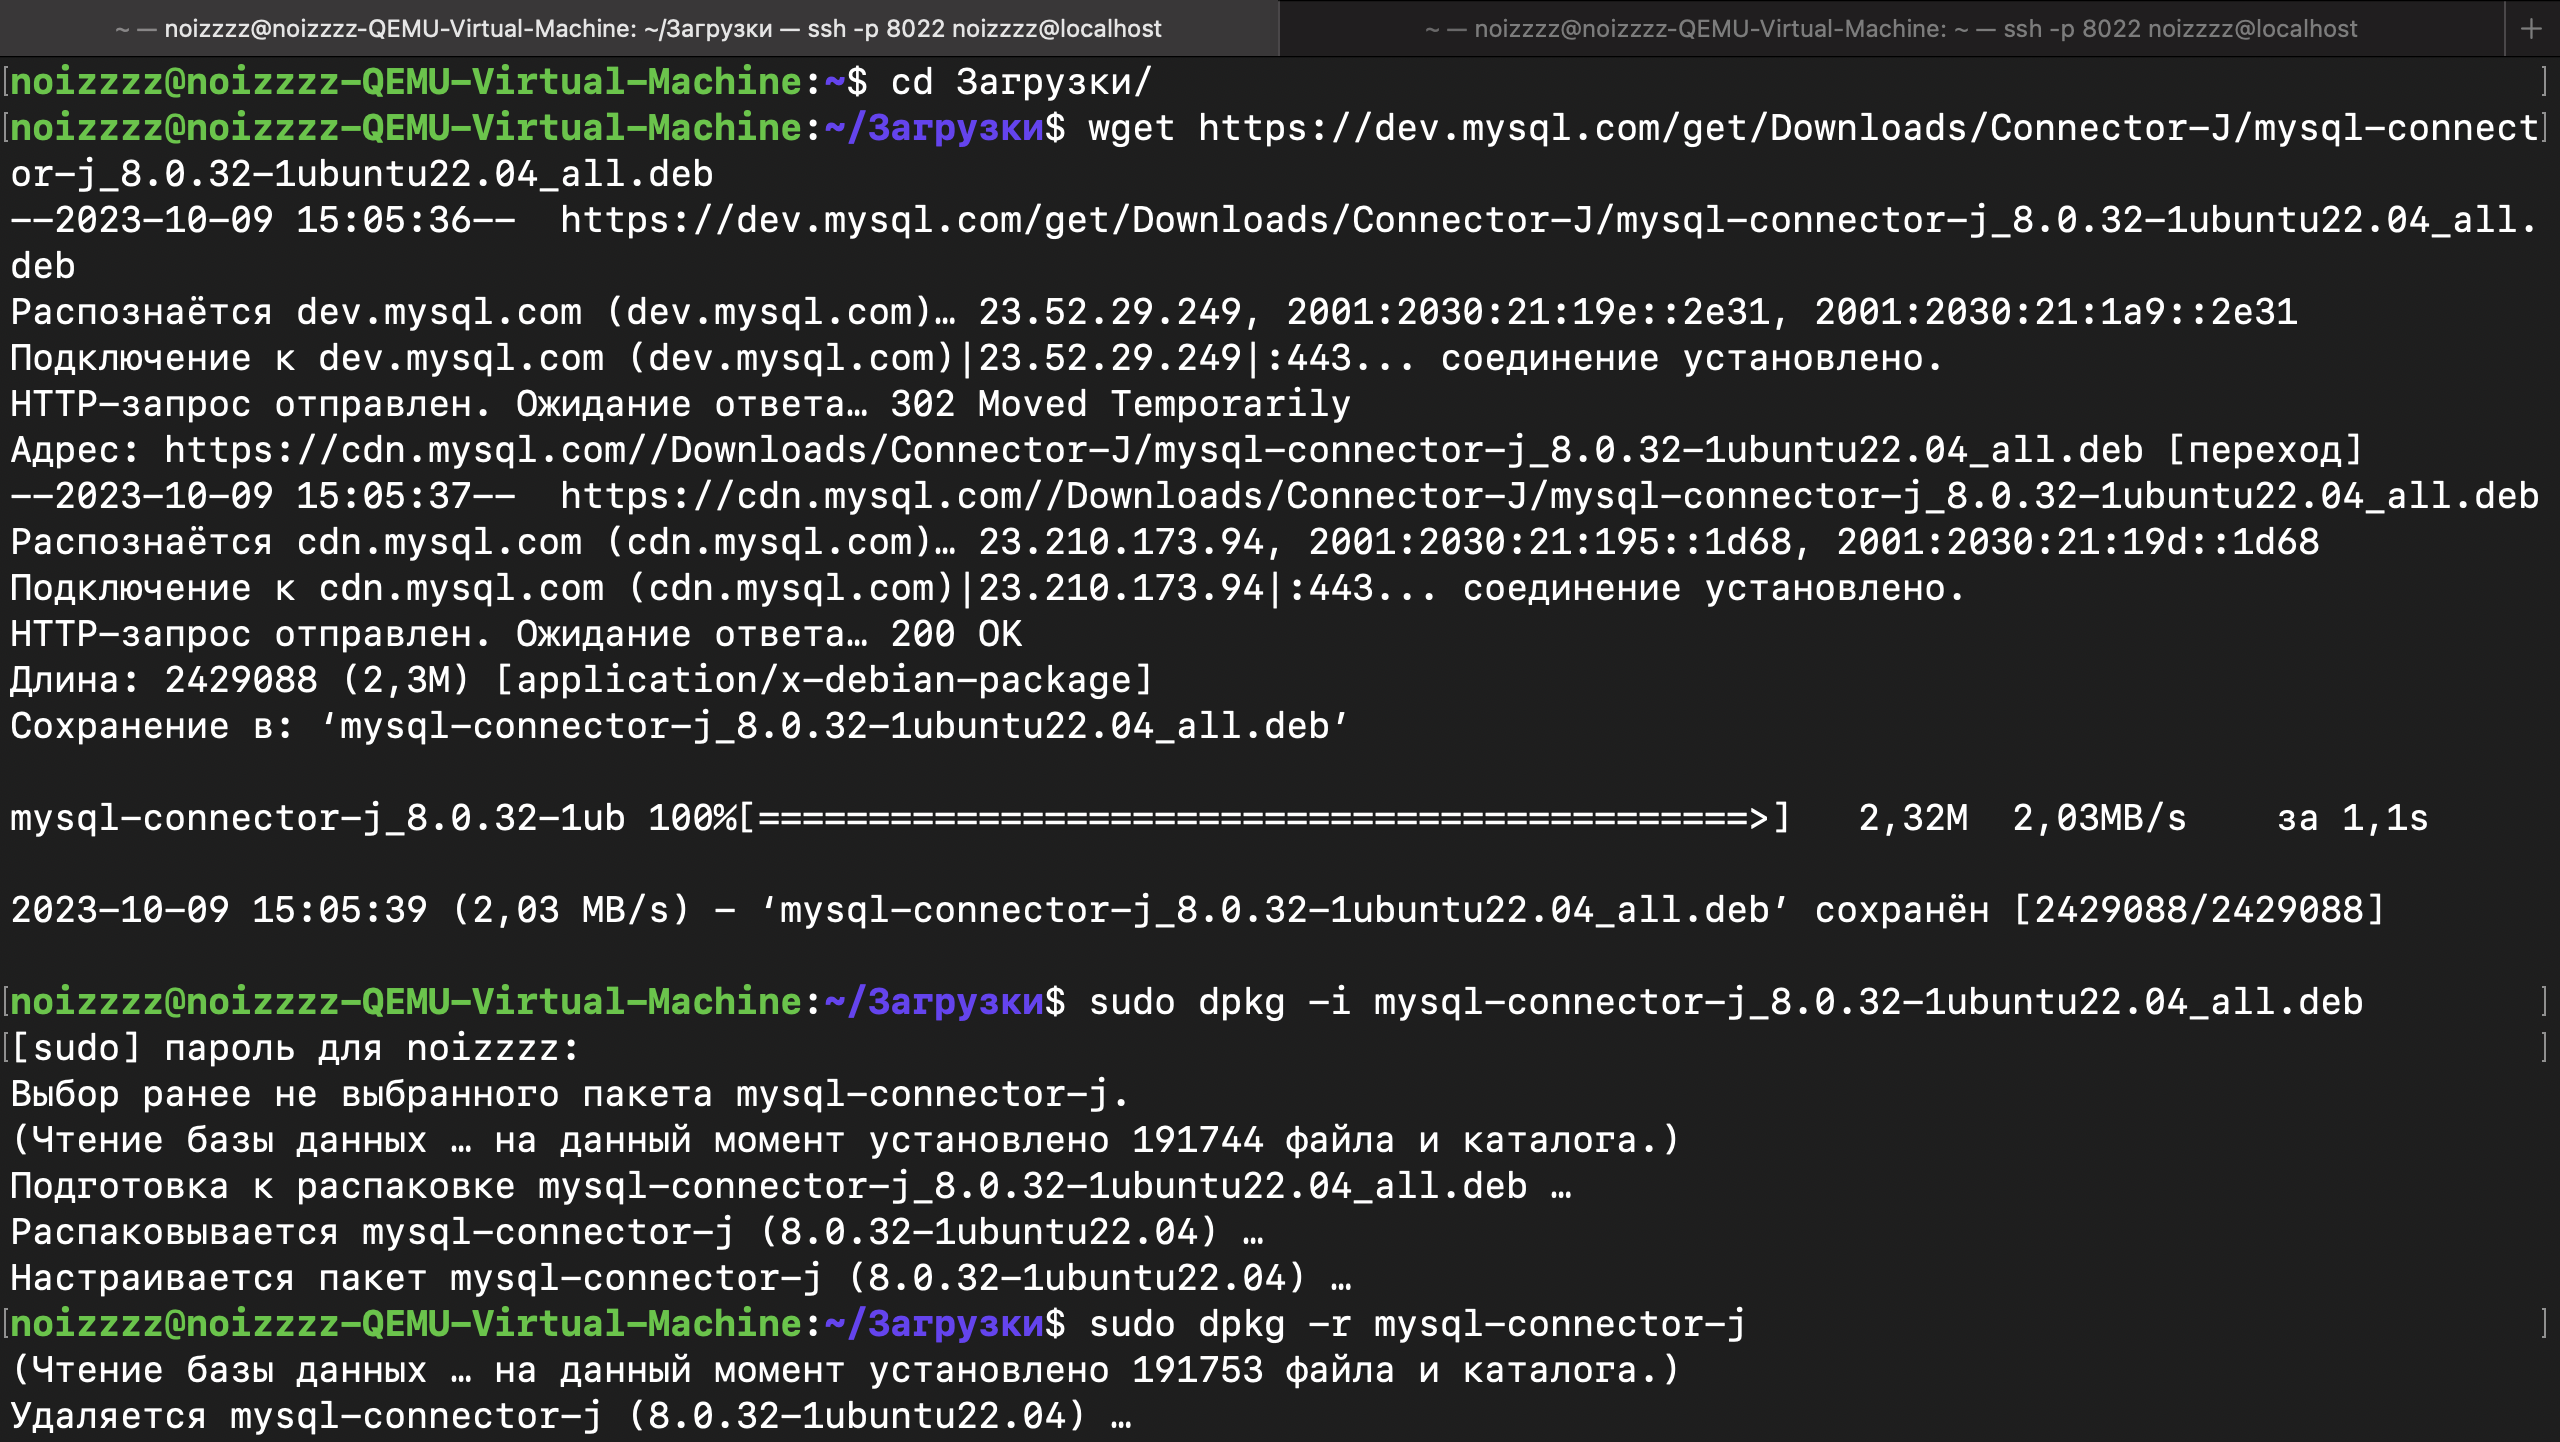 ~ — noizzzz@noizzzz-QEMU-Virtual-Machine: ~/Загрузки — ssh -p 8022 noizzzz@localhost
~ — noizzzz@noizzzz-QEMU-Virtual-Machine: ~ — ssh -p 8022 noizzzz@localhost
+
[noizzzz@noizzzz-QEMU-Virtual-Machine:~$ cd Загрузки/ ]
[noizzzz@noizzzz-QEMU-Virtual-Machine:~/Загрузки$ wget https://dev.mysql.com/get/Downloads/Connector-J/mysql-connect]
or-j_8.0.32-1ubuntu22.04_all.deb
--2023-10-09 15:05:36--  https://dev.mysql.com/get/Downloads/Connector-J/mysql-connector-j_8.0.32-1ubuntu22.04_all.
deb
Распознаётся dev.mysql.com (dev.mysql.com)… 23.52.29.249, 2001:2030:21:19e::2e31, 2001:2030:21:1a9::2e31
Подключение к dev.mysql.com (dev.mysql.com)|23.52.29.249|:443... соединение установлено.
HTTP-запрос отправлен. Ожидание ответа… 302 Moved Temporarily
Адрес: https://cdn.mysql.com//Downloads/Connector-J/mysql-connector-j_8.0.32-1ubuntu22.04_all.deb [переход]
--2023-10-09 15:05:37--  https://cdn.mysql.com//Downloads/Connector-J/mysql-connector-j_8.0.32-1ubuntu22.04_all.deb
Распознаётся cdn.mysql.com (cdn.mysql.com)… 23.210.173.94, 2001:2030:21:195::1d68, 2001:2030:21:19d::1d68
Подключение к cdn.mysql.com (cdn.mysql.com)|23.210.173.94|:443... соединение установлено.
HTTP-запрос отправлен. Ожидание ответа… 200 OK
Длина: 2429088 (2,3M) [application/x-debian-package]
Сохранение в: ‘mysql-connector-j_8.0.32-1ubuntu22.04_all.deb’
mysql-connector-j_8.0.32-1ub 100%[=============================================>]   2,32M  2,03MB/s    за 1,1s
2023-10-09 15:05:39 (2,03 MB/s) - ‘mysql-connector-j_8.0.32-1ubuntu22.04_all.deb’ сохранён [2429088/2429088]
[noizzzz@noizzzz-QEMU-Virtual-Machine:~/Загрузки$ sudo dpkg -i mysql-connector-j_8.0.32-1ubuntu22.04_all.deb ]
[[sudo] пароль для noizzzz: ]
Выбор ранее не выбранного пакета mysql-connector-j.
(Чтение базы данных … на данный момент установлено 191744 файла и каталога.)
Подготовка к распаковке mysql-connector-j_8.0.32-1ubuntu22.04_all.deb …
Распаковывается mysql-connector-j (8.0.32-1ubuntu22.04) …
Настраивается пакет mysql-connector-j (8.0.32-1ubuntu22.04) …
[noizzzz@noizzzz-QEMU-Virtual-Machine:~/Загрузки$ sudo dpkg -r mysql-connector-j ]
(Чтение базы данных … на данный момент установлено 191753 файла и каталога.)
Удаляется mysql-connector-j (8.0.32-1ubuntu22.04) …